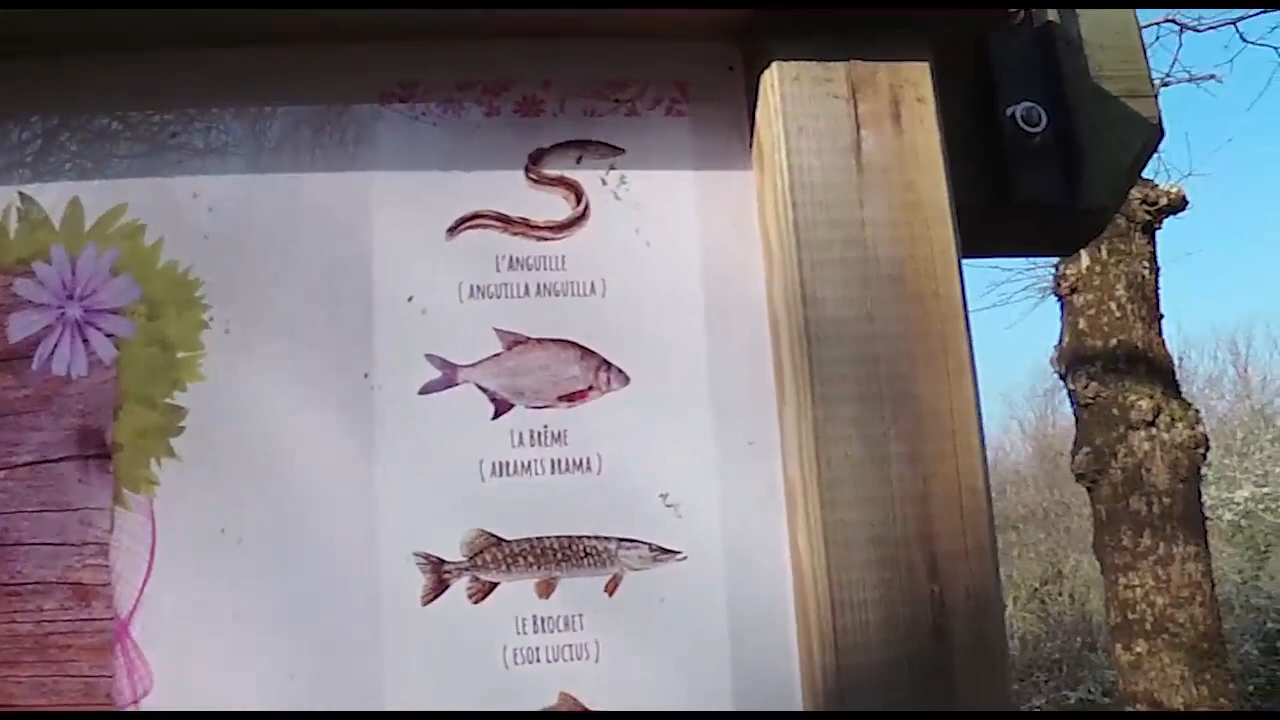 L'ANGUILLE
( ANGUILLA ANGUILLA )
LA BRÊME
( ABRAMIS BRAMA )
LE BROCHET
( ESOX LUCIUS )